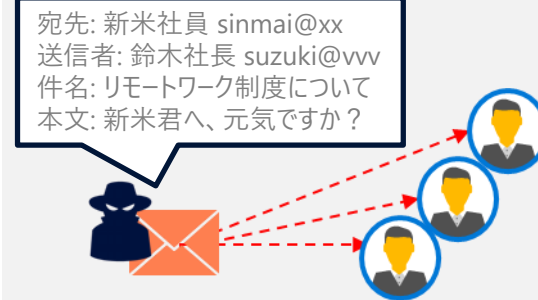 宛先: 新米社員 sinmai@xx
送信者: 鈴木社長 suzuki@vvv
件名: リモートワーク制度について
本文: 新米君へ、元気ですか？